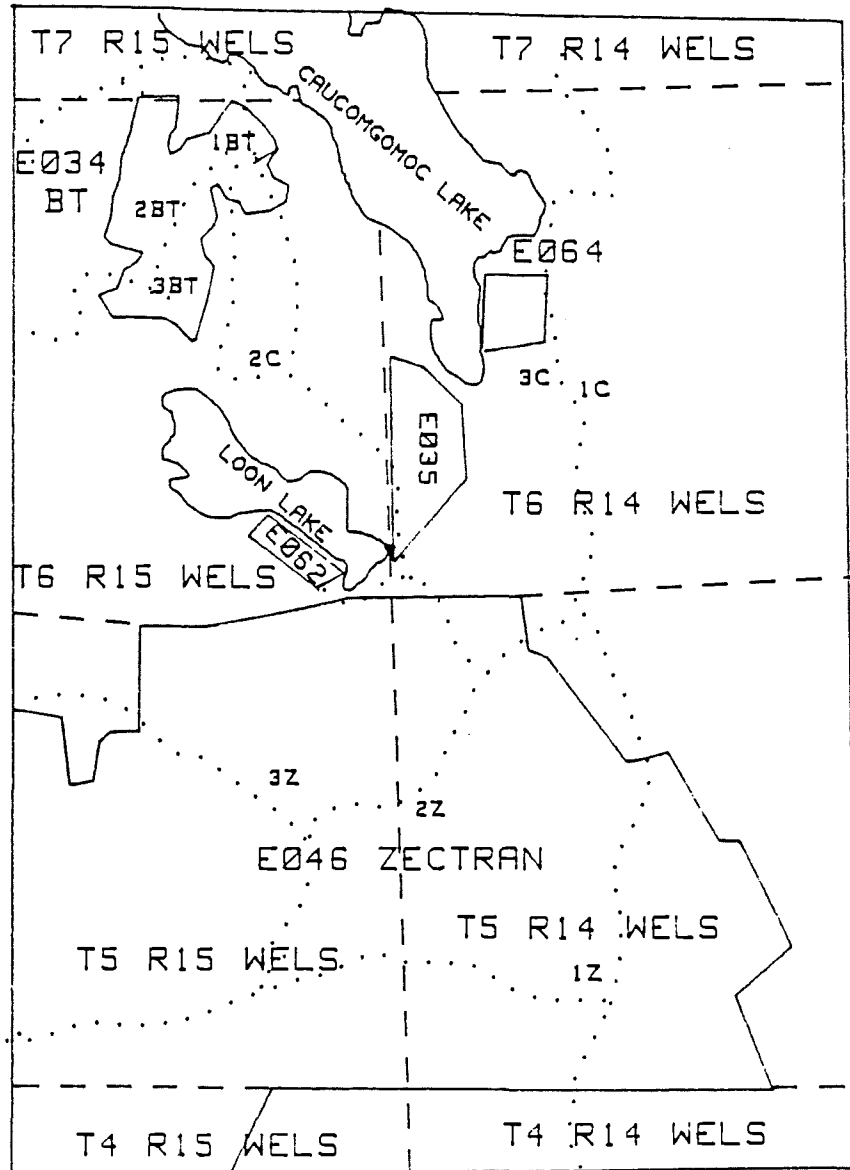 T7 R15 WELS
T7 R14 WELS
CAUCOMGOMOC LAKE
1BT
E034
BT
2BT
E064
3BT
2C
3C
1C
E035
LOON LAKE
T6 R14 WELS
E062
T6 R15 WELS
3Z
2Z
E046 ZECTRAN
T5 R14 WELS
T5 R15 WELS
1Z
T4 R15 WELS
T4 R14 WELS